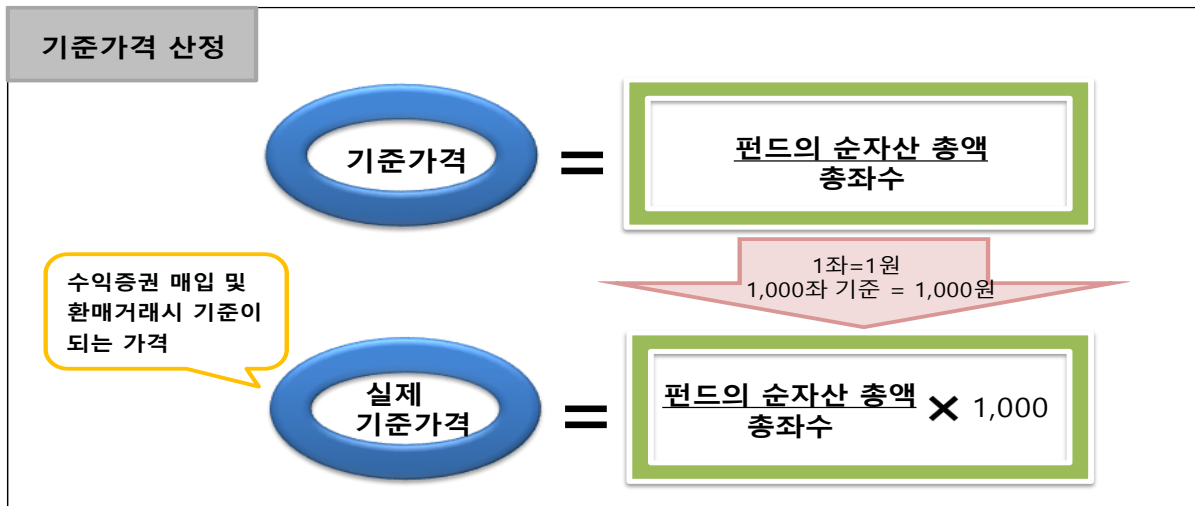 기준가격 산정
기준가격
=
펀드의 순자산 총액
총좌수
1좌=1원
1,000좌 기준 = 1,000원
수익증권 매입 및
환매거래시 기준이
되는 가격
실제
기준가격
=
펀드의 순자산 총액
총좌수
× 1,000